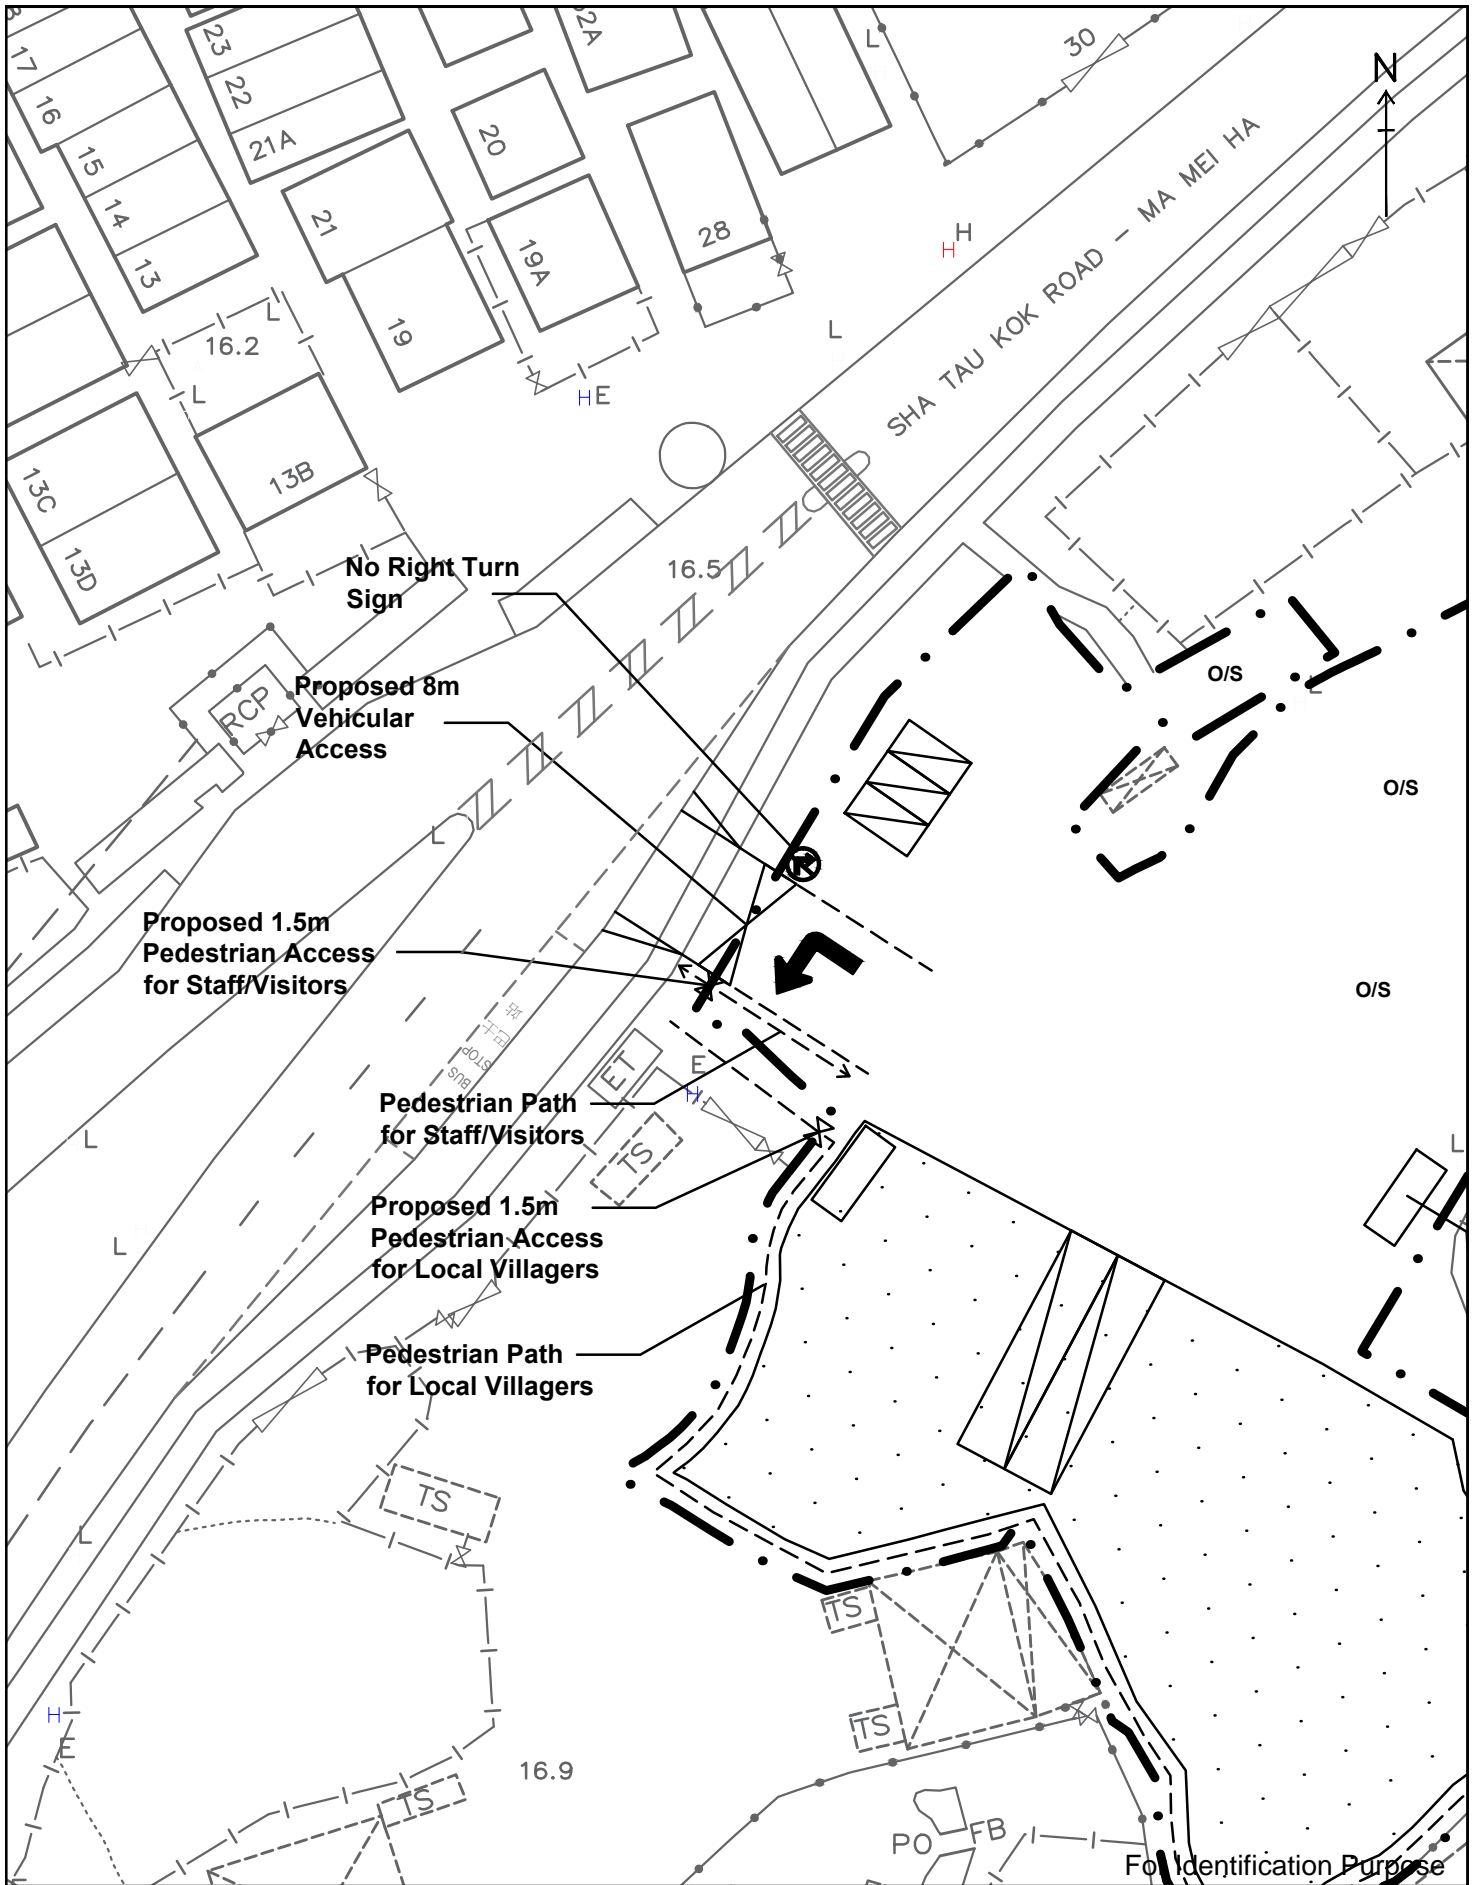 17
16
15
14
13
23
22
21A
21
19
20
19A
52A
28
30
L
N
SHA TAU KOK ROAD - MA MEI HA
H
H
L
L
16.2
L
H E
13C
13D
13B
No Right Turn
Sign
16.5
RCP
Proposed 8m
Vehicular
Access
O/S
L
O/S
L
Proposed 1.5m
Pedestrian Access
for Staff/Visitors
O/S
BUS STOP
巴士站
ET
E
H
Pedestrian Path
for Staff/Visitors
L
TS
L
Proposed 1.5m
Pedestrian Access
for Local Villagers
L
Pedestrian Path
for Local Villagers
TS
L
TS
TS
H
E
16.9
TS
PO
FB
For Identification Purpose